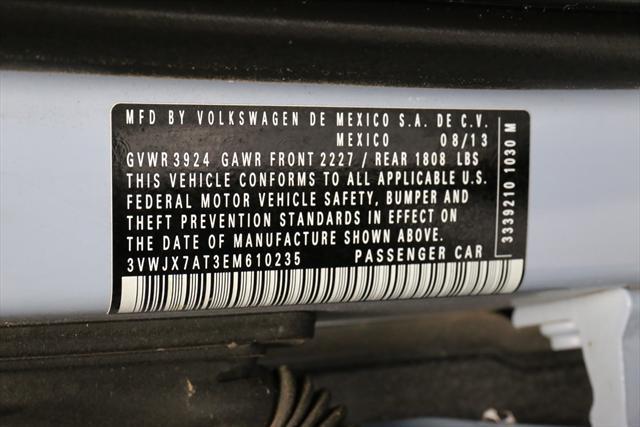 MFD BY VOLKSWAGEN DE MEXICO S.A. DE C.V.
MEXICO 08/13
GVWR 3924 GAWR FRONT 2227 / REAR 1808 LBS
THIS VEHICLE CONFORMS TO ALL APPLICABLE U.S.
FEDERAL MOTOR VEHICLE SAFETY, BUMPER AND
THEFT PREVENTION STANDARDS IN EFFECT ON
THE DATE OF MANUFACTURE SHOWN ABOVE.
3VWJX7AT3EM610235 PASSENGER CAR
3339210 1030 M